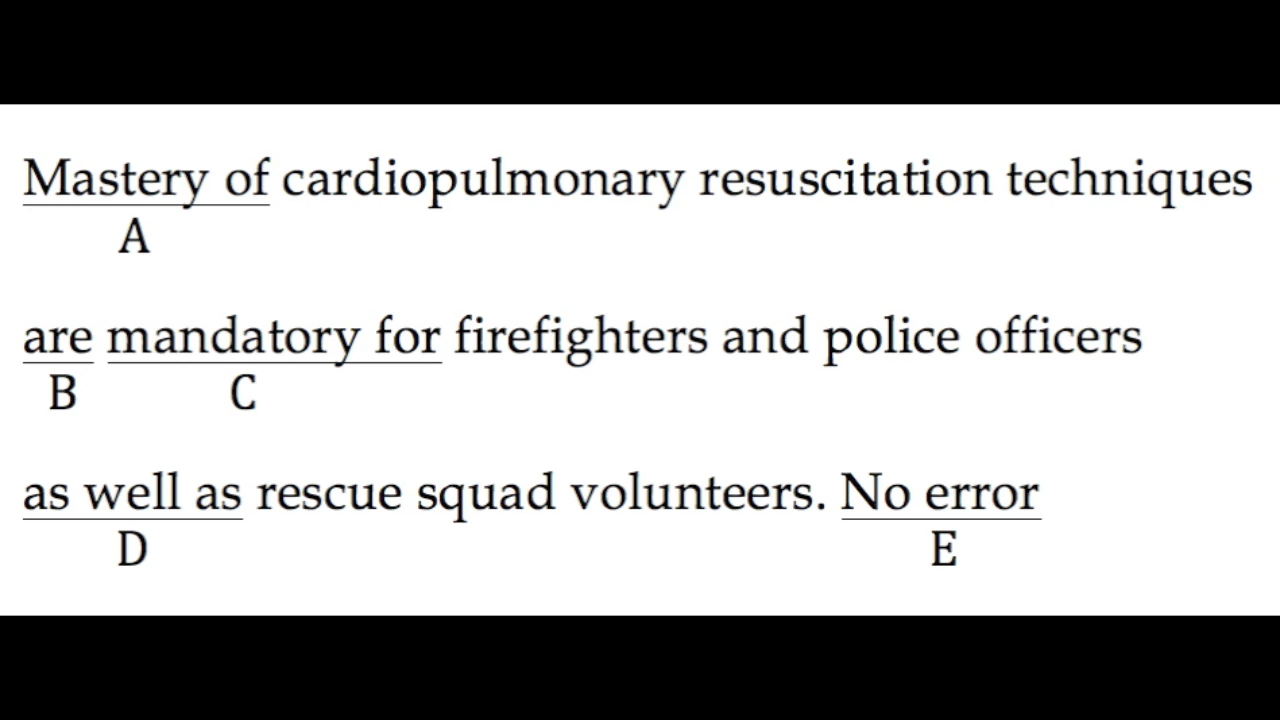 Mastery of cardiopulmonary resuscitation techniques
A
are mandatory for firefighters and police officers
B C
as well as rescue squad volunteers. No error
D E